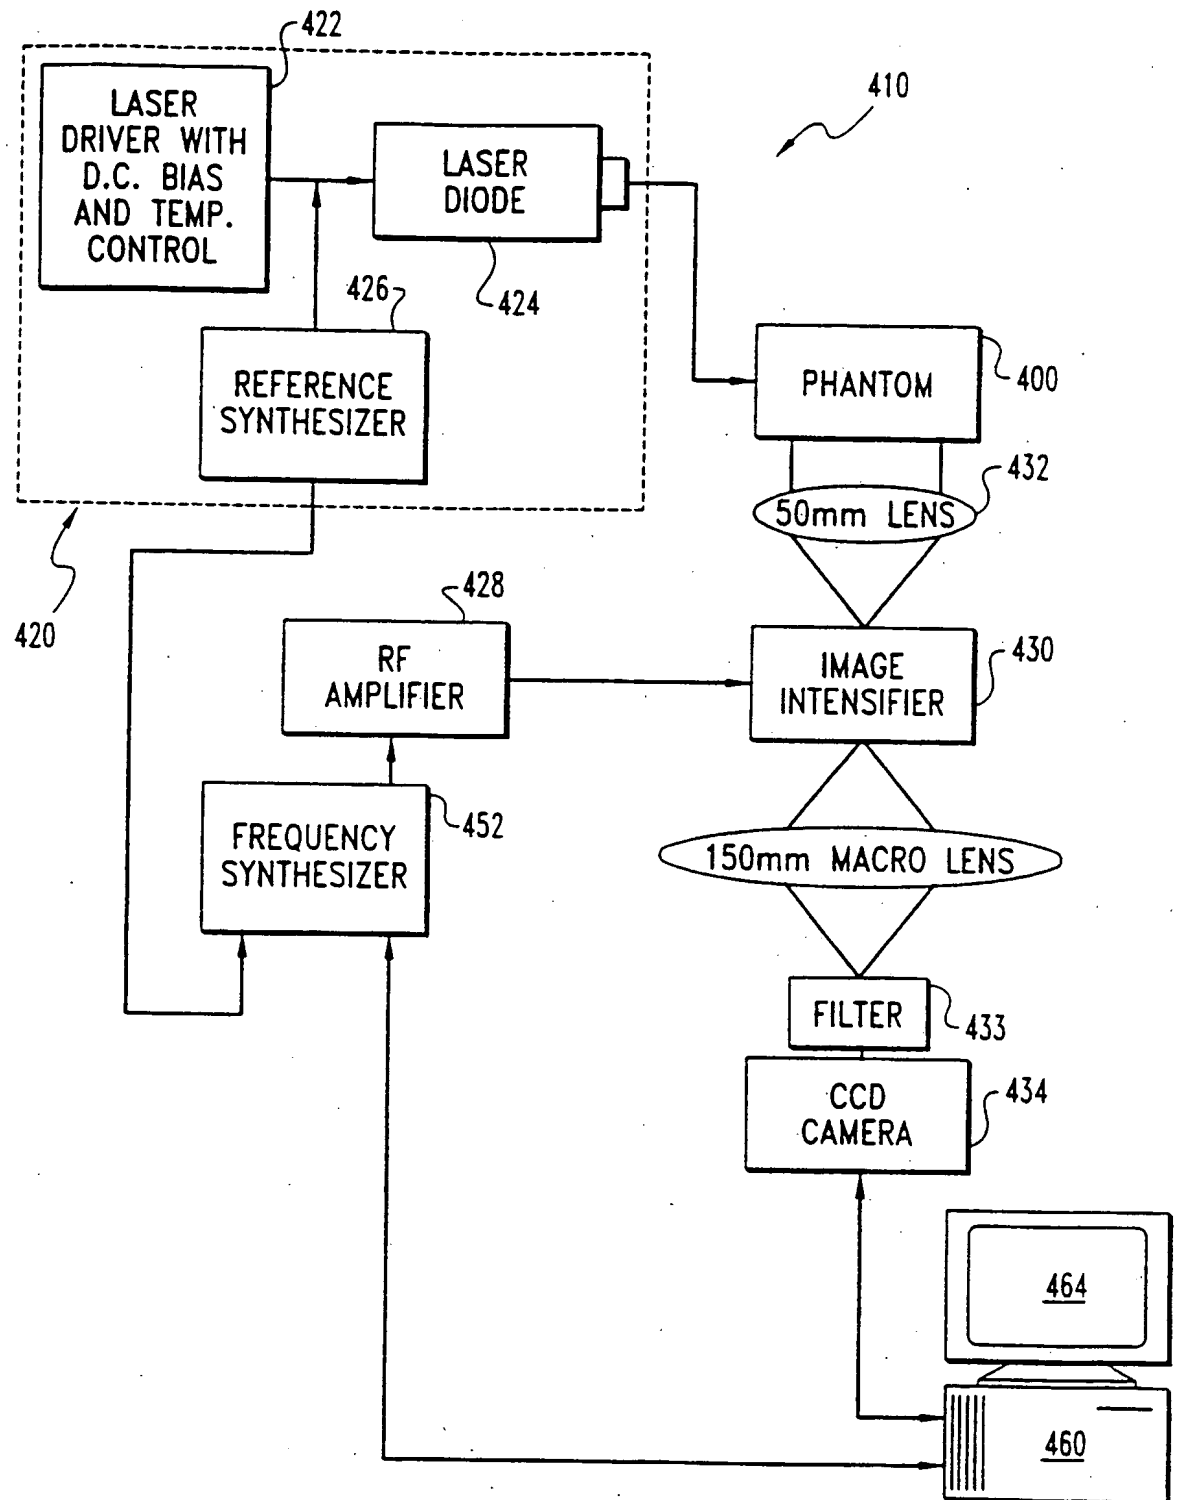 422
LASER
DRIVER WITH
D.C. BIAS
AND TEMP.
CONTROL
LASER
DIODE
424
410
426
REFERENCE
SYNTHESIZER
420
PHANTOM
400
432
50mm LENS
428
RF
AMPLIFIER
IMAGE
INTENSIFIER
430
FREQUENCY
SYNTHESIZER
452
150mm MACRO LENS
FILTER
433
CCD
CAMERA
434
464
460